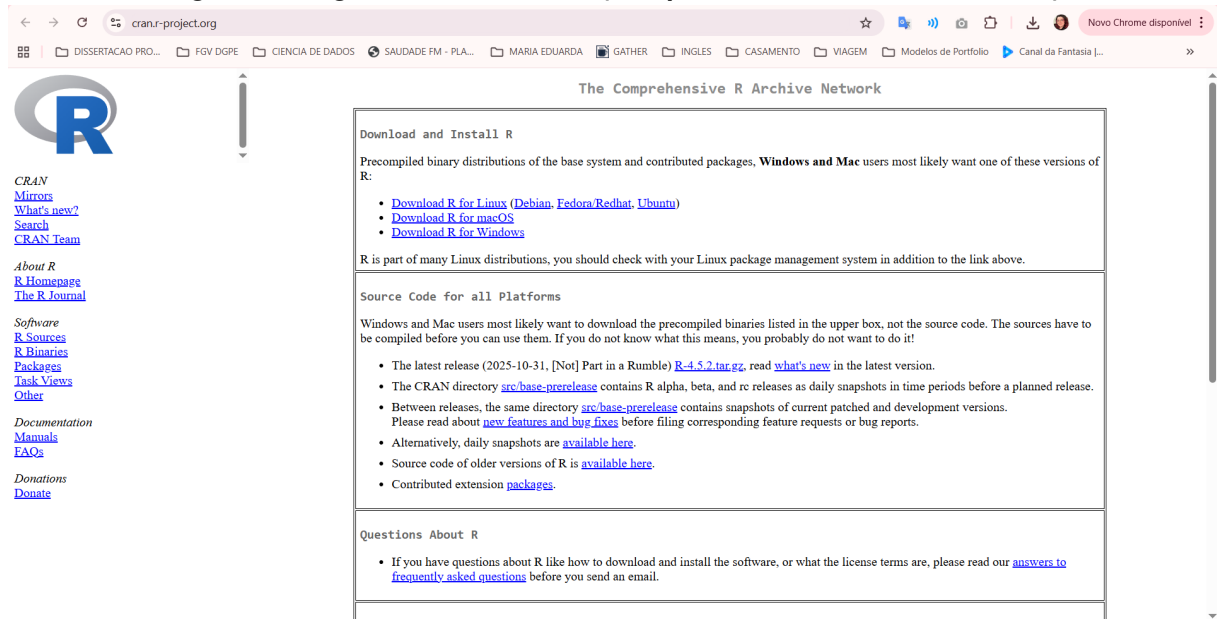 cran.r-project.org
Novo Chrome disponível
DISSERTACAO PRO...
FGV DGPE
CIENCIA DE DADOS
SAUDADE FM - PLA...
MARIA EDUARDA
GATHER
INGLES
CASAMENTO
VIAGEM
Modelos de Portfolio
Canal da Fantasia |...
R
CRAN
Mirrors
What's new?
Search
CRAN Team
About R
R Homepage
The R Journal
Software
R Sources
R Binaries
Packages
Task Views
Other
Documentation
Manuals
FAQs
Donations
Donate
The Comprehensive R Archive Network
Download and Install R
Precompiled binary distributions of the base system and contributed packages, Windows and Mac users most likely want one of these versions of
R:
• Download R for Linux (Debian, Fedora/Redhat, Ubuntu)
• Download R for macOS
• Download R for Windows
R is part of many Linux distributions, you should check with your Linux package management system in addition to the link above.
Source Code for all Platforms
Windows and Mac users most likely want to download the precompiled binaries listed in the upper box, not the source code. The sources have to
be compiled before you can use them. If you do not know what this means, you probably do not want to do it!
• The latest release (2025-10-31, [Not] Part in a Rumble) R-4.5.2.tar.gz, read what's new in the latest version.
• The CRAN directory src/base-prerelease contains R alpha, beta, and rc releases as daily snapshots in time periods before a planned release.
• Between releases, the same directory src/base-prerelease contains snapshots of current patched and development versions.
Please read about new features and bug fixes before filing corresponding feature requests or bug reports.
• Alternatively, daily snapshots are available here.
• Source code of older versions of R is available here.
• Contributed extension packages.
Questions About R
• If you have questions about R like how to download and install the software, or what the license terms are, please read our answers to
frequently asked questions before you send an email.